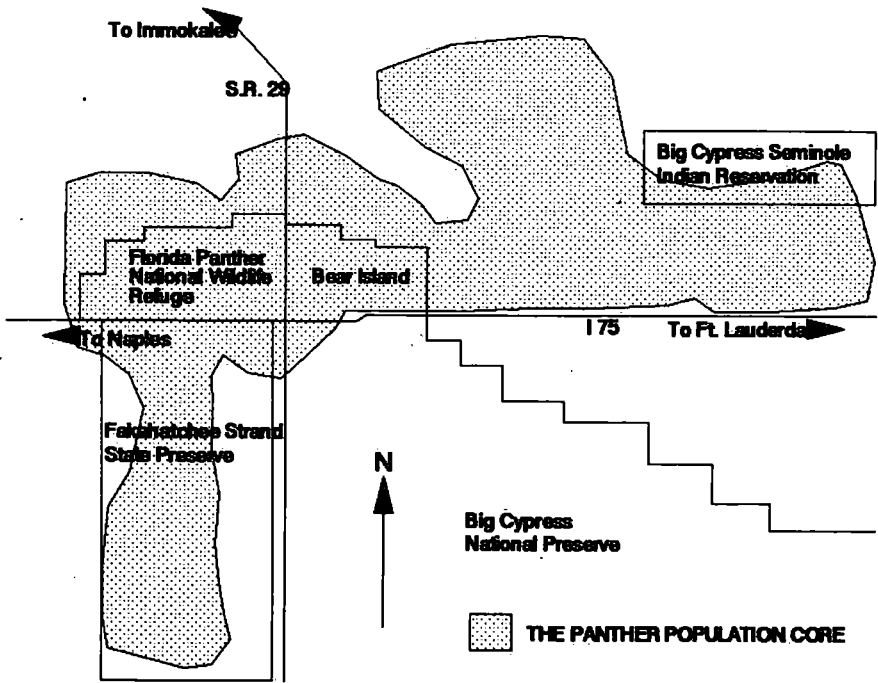 To Immokalee
S.R. 29
Big Cypress Seminole
Indian Reservation
Florida Panther
National Wildlife
Refuge
Bear Island
To Naples
I 75
To Ft. Lauderdale
Fakahatchee Strand
State Preserve
N
Big Cypress
National Preserve
THE PANTHER POPULATION CORE